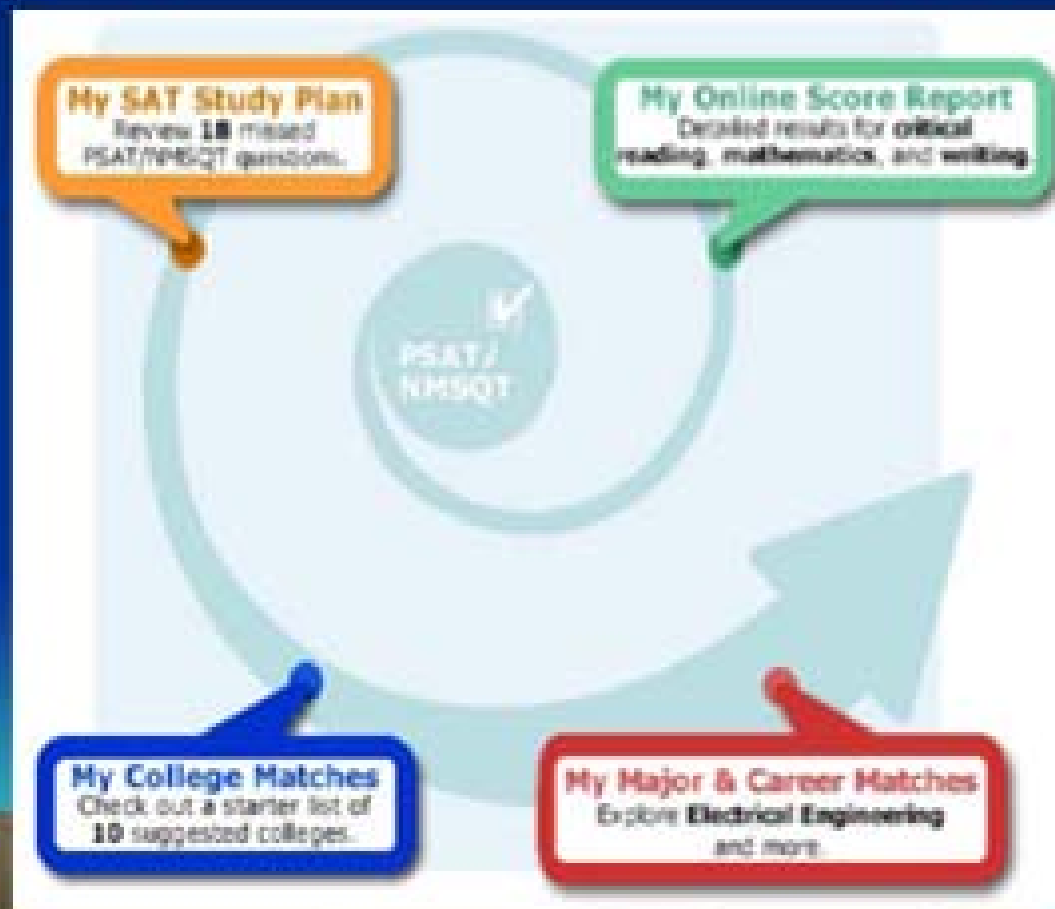 My SAT Study Plan
Review 18 missed
PSAT/NMSQT questions.
My Online Score Report
Detailed results for critical
reading, mathematics, and writing.
PSAT/
NMSQT
My College Matches
Check out a starter list of
10 suggested colleges.
My Major & Career Matches
Explore Electrical Engineering
and more.